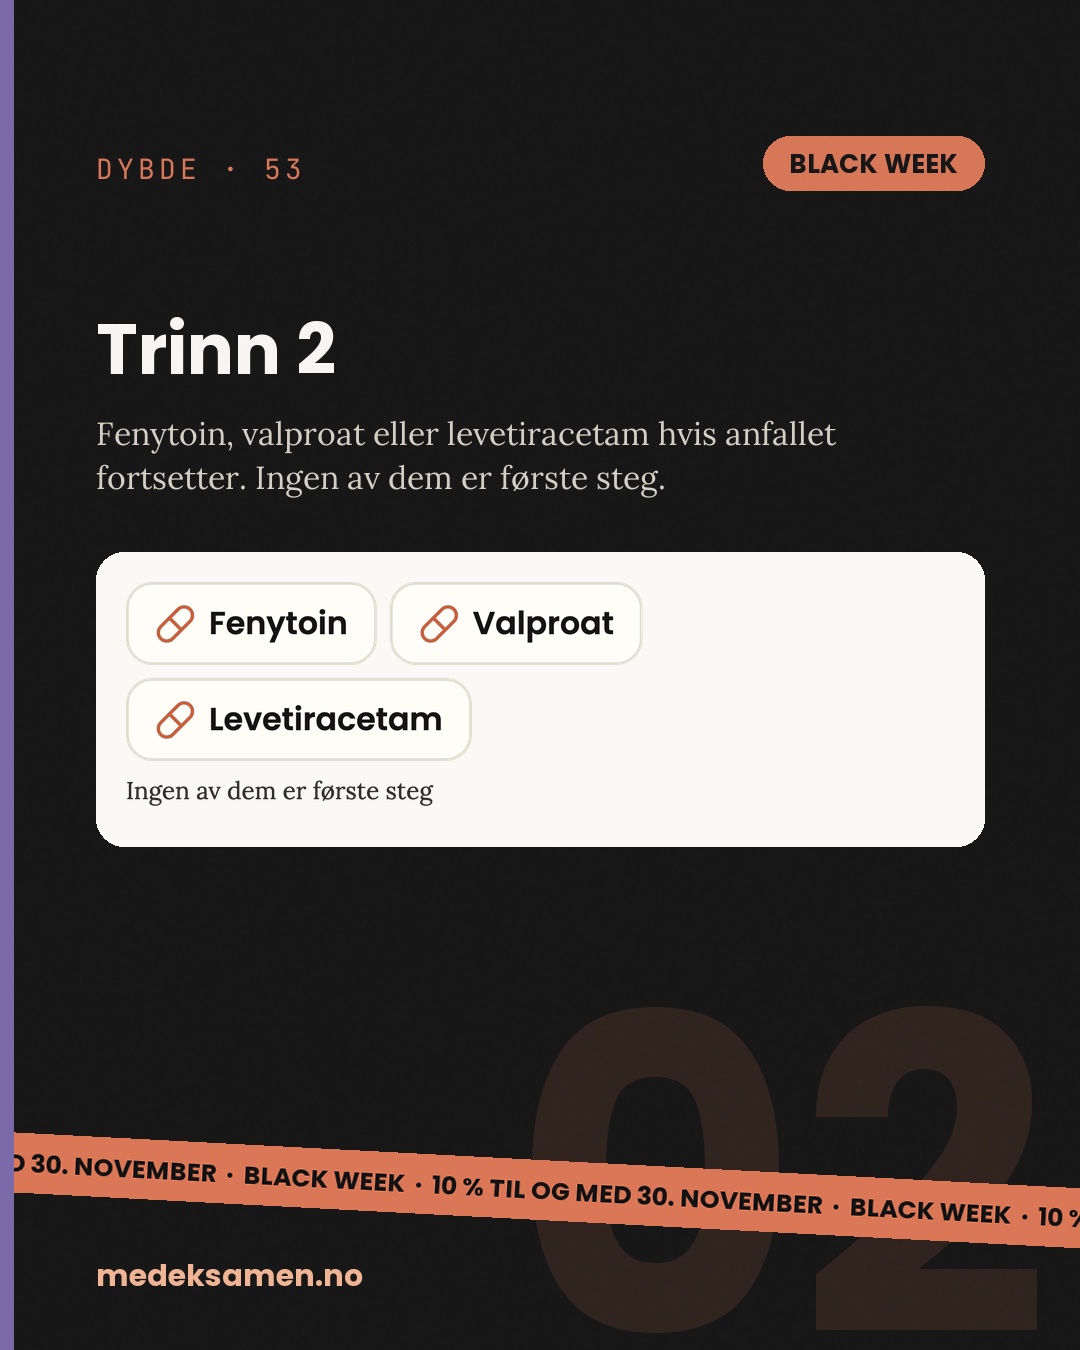 DYBDE · 53
BLACK WEEK
Trinn 2
Fenytoin, valproat eller levetiracetam hvis anfallet
fortsetter. Ingen av dem er første steg.
Fenytoin
Valproat
Levetiracetam
Ingen av dem er første steg
02
30. NOVEMBER · BLACK WEEK · 10 % TIL OG MED 30. NOVEMBER · BLACK WEEK · 10 %
medeksamen.no